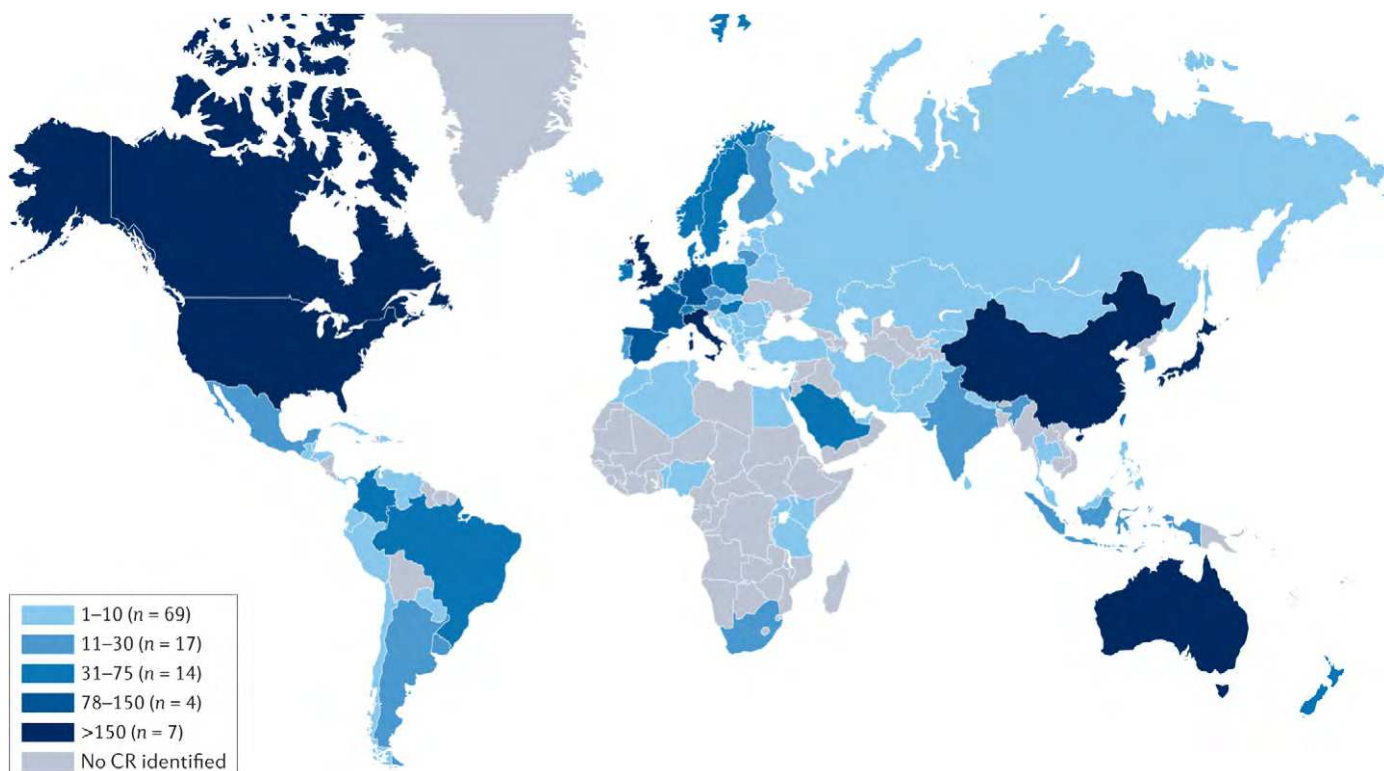 1–10 (n = 69)
11–30 (n = 17)
31–75 (n = 14)
78–150 (n = 4)
>150 (n = 7)
No CR identified